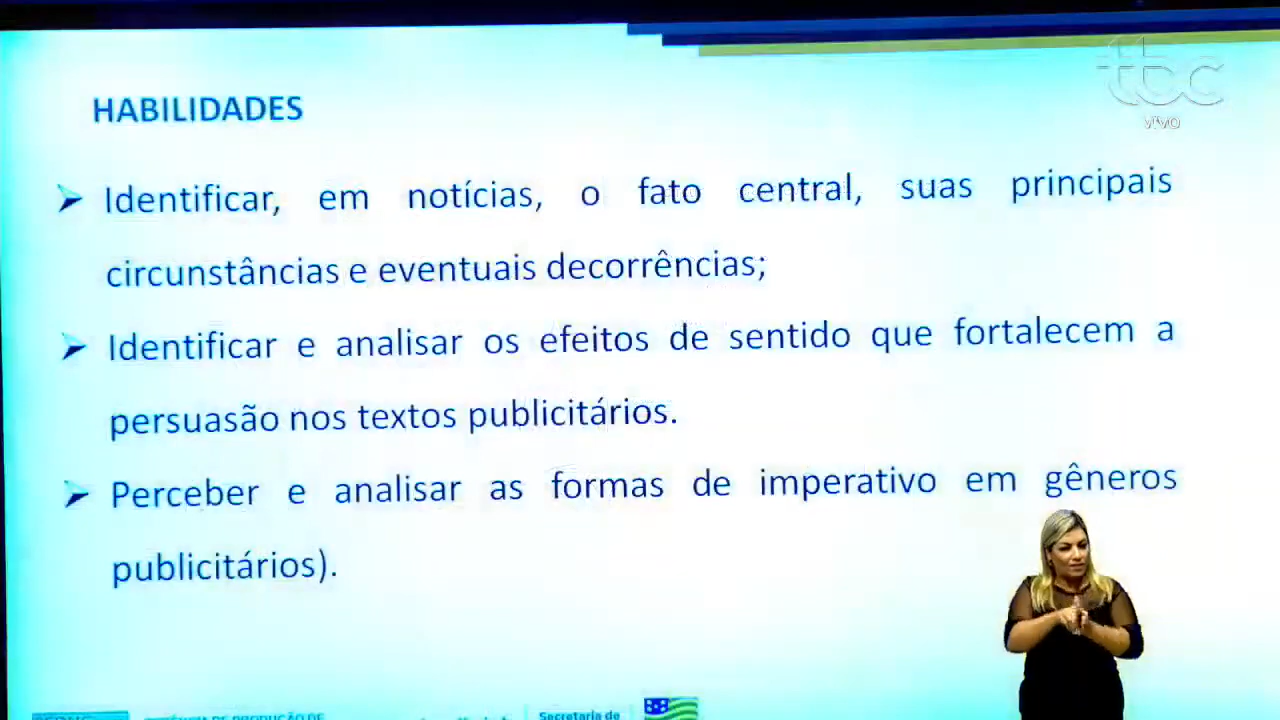 tbc
VIVO
HABILIDADES
Identificar, em notícias, o fato central, suas principais
circunstâncias e eventuais decorrências;
Identificar e analisar os efeitos de sentido que fortalecem a
persuasão nos textos publicitários.
Perceber e analisar as formas de imperativo em gêneros
publicitários).
Secretaria de